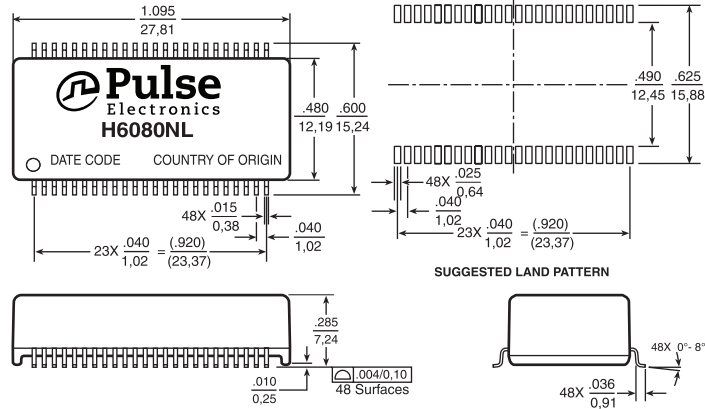 1.095
27,81
Pulse
Electronics
H6080NL
DATE CODE COUNTRY OF ORIGIN
.480
12,19
.600
15,24
48X .015
0,38
.040
1,02
23X .040 = (.920)
1,02 (23,37)
.490
12,45
.625
15,88
48X .025
0,64
.040
1,02
23X .040 = (.920)
1,02 (23,37)
SUGGESTED LAND PATTERN
.285
7,24
.010
0,25
.004/0,10
48 Surfaces
48X 0°- 8°
48X .036
0,91